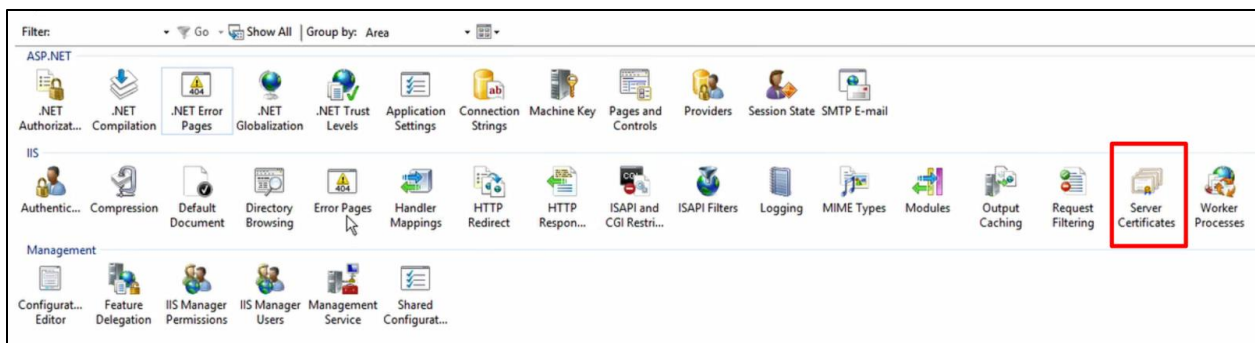 Filter: Go Show All Group by: Area
ASP.NET
.NET Authorizat... .NET Compilation .NET Error Pages .NET Globalization .NET Trust Levels Application Settings Connection Strings Machine Key Pages and Controls Providers Session State SMTP E-mail
IIS
Authentic... Compression Default Document Directory Browsing Error Pages Handler Mappings HTTP Redirect HTTP Respon... ISAPI and CGI Restri... ISAPI Filters Logging MIME Types Modules Output Caching Request Filtering Server Certificates Worker Processes
Management
Configurat... Editor Feature Delegation IIS Manager Permissions IIS Manager Users Management Service Shared Configurat...